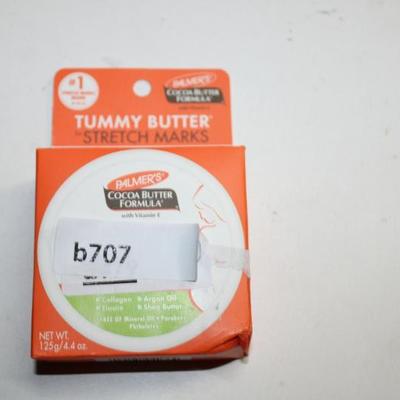 #1
PALMER'S
COCOA BUTTER
FORMULA
TUMMY BUTTER
for STRETCH MARKS
PALMER'S
COCOA BUTTER
FORMULA
with Vitamin E
b707
Collagen Argan Oil
Elastin Shea Butter
FREE OF Mineral Oil • Parabens
Phthalates
NET WT.
125g/4.4 oz.